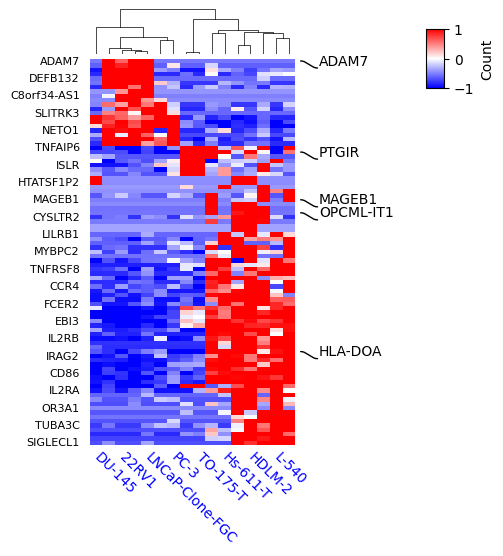 1
0
−1
Count
ADAM7
DEFB132
C8orf34-AS1
SLITRK3
NETO1
TNFAIP6
ISLR
HTATSF1P2
MAGEB1
CYSLTR2
LILRB1
MYBPC2
TNFRSF8
CCR4
FCER2
EBI3
IL2RB
IRAG2
CD86
IL2RA
OR3A1
TUBA3C
SIGLECL1
ADAM7
PTGIR
MAGEB1
OPCML-IT1
HLA-DOA
DU-145
22RV1
LNCaP-Clone-FGC
PC-3
TO-175-T
Hs-611-T
HDLM-2
L-540